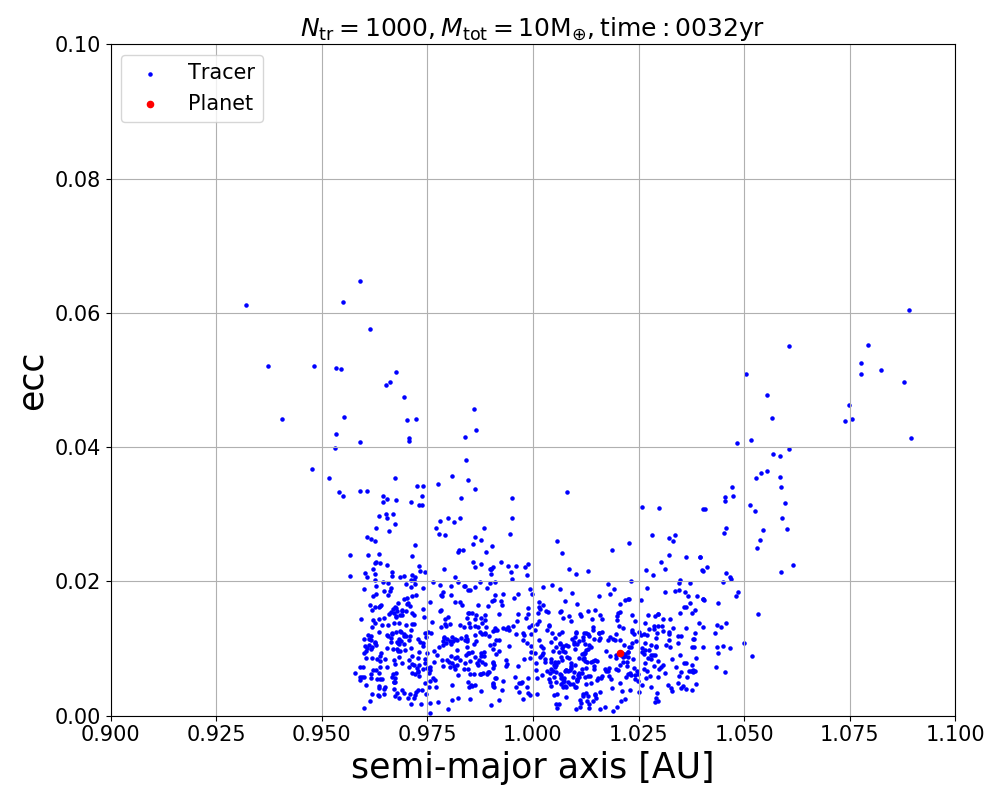 N_tr = 1000, M_tot = 10M_⊕, time : 0032yr
Tracer
Planet
0.10
0.08
0.06
0.04
0.02
0.00
ecc
0.900 0.925 0.950 0.975 1.000 1.025 1.050 1.075 1.100
semi-major axis [AU]